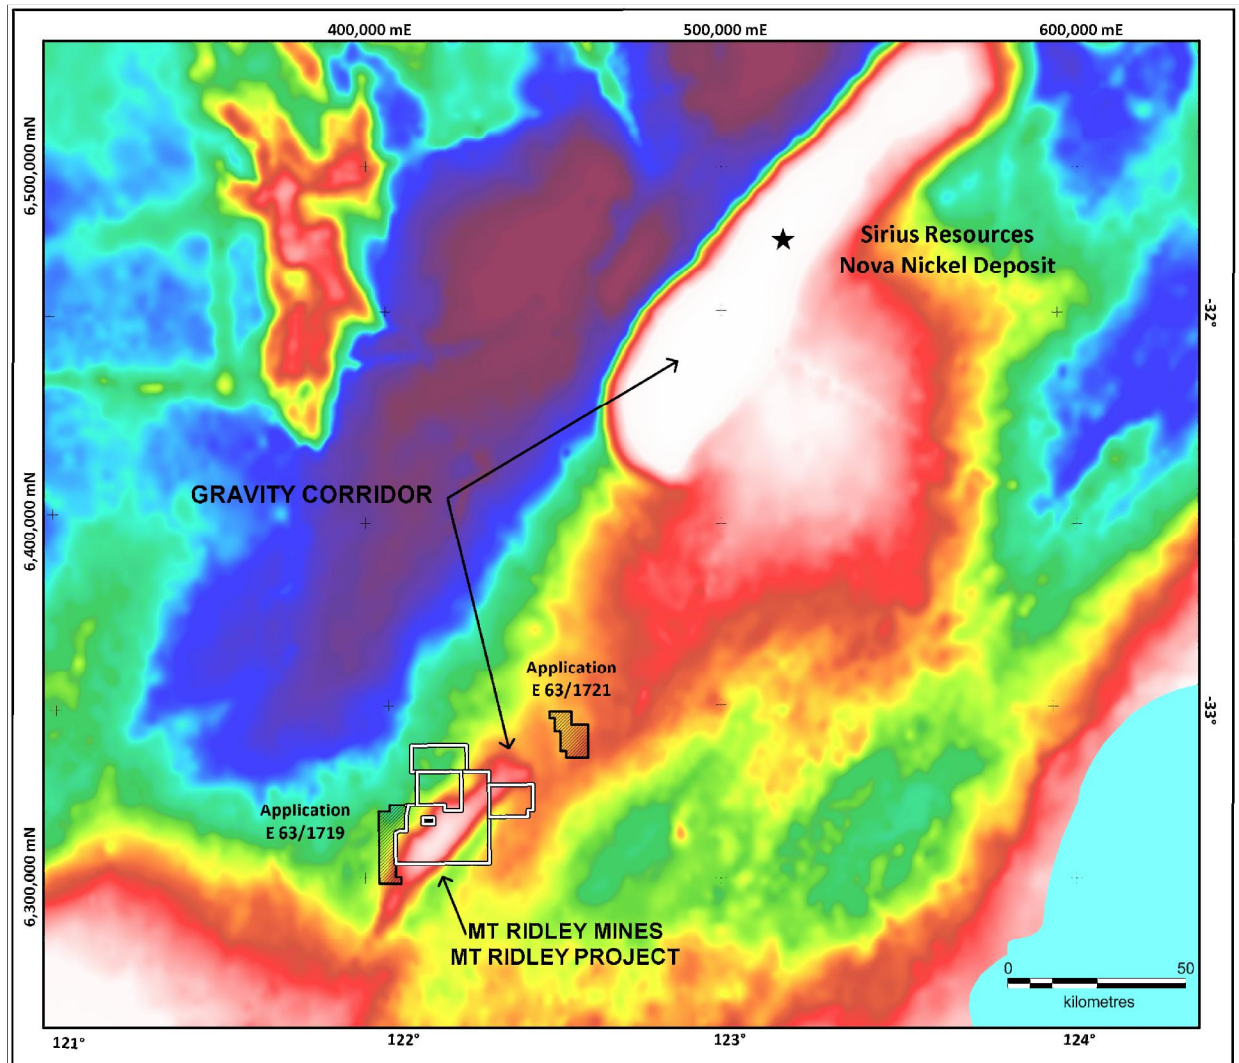 400,000 mE
500,000 mE
600,000 mE
6,500,000 mN
Sirius Resources
Nova Nickel Deposit
-32°
GRAVITY CORRIDOR
6,400,000 mN
Application
E 63/1721
-33°
Application
E 63/1719
6,300,000 mN
MT RIDLEY MINES
MT RIDLEY PROJECT
0
50
kilometres
121°
122°
123°
124°